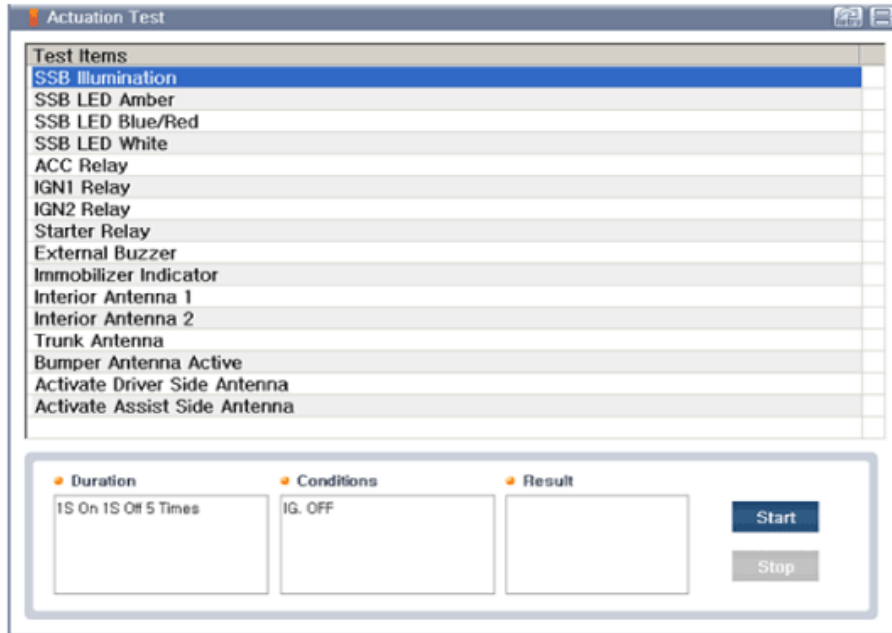 Actuation Test
Retry
Test Items
SSB Illumination
SSB LED Amber
SSB LED Blue/Red
SSB LED White
ACC Relay
IGN1 Relay
IGN2 Relay
Starter Relay
External Buzzer
Immobilizer Indicator
Interior Antenna 1
Interior Antenna 2
Trunk Antenna
Bumper Antenna Active
Activate Driver Side Antenna
Activate Assist Side Antenna
Duration Conditions Result
1S On 1S Off 5 Times IG. OFF
Start
Stop